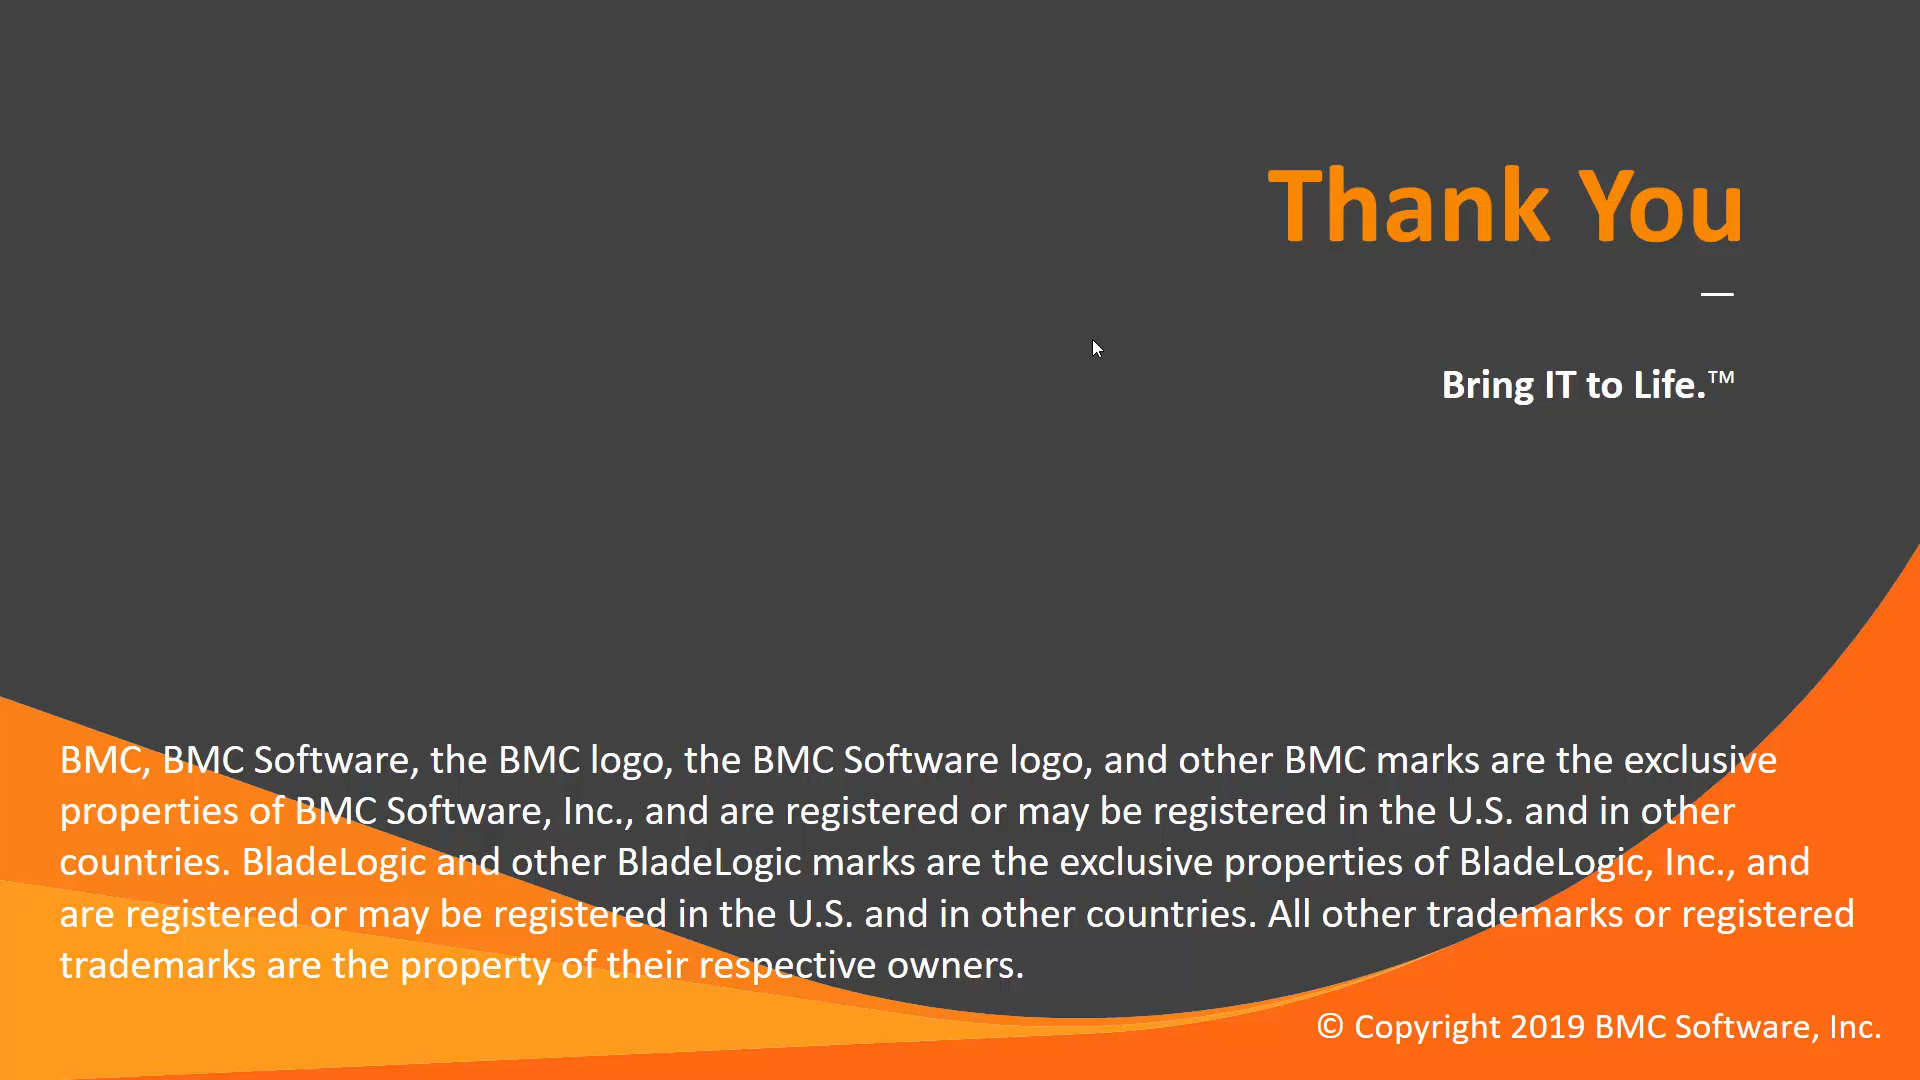 Thank You
Bring IT to Life.™
BMC, BMC Software, the BMC logo, the BMC Software logo, and other BMC marks are the exclusive
properties of BMC Software, Inc., and are registered or may be registered in the U.S. and in other
countries. BladeLogic and other BladeLogic marks are the exclusive properties of BladeLogic, Inc., and
are registered or may be registered in the U.S. and in other countries. All other trademarks or registered
trademarks are the property of their respective owners.
© Copyright 2019 BMC Software, Inc.